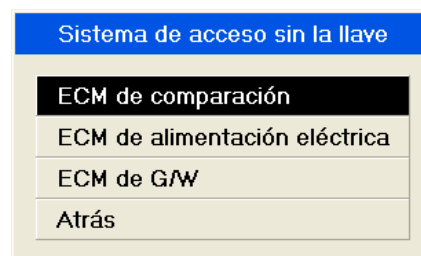 Sistema de acceso sin la llave
ECM de comparación
ECM de alimentación eléctrica
ECM de G/W
Atrás